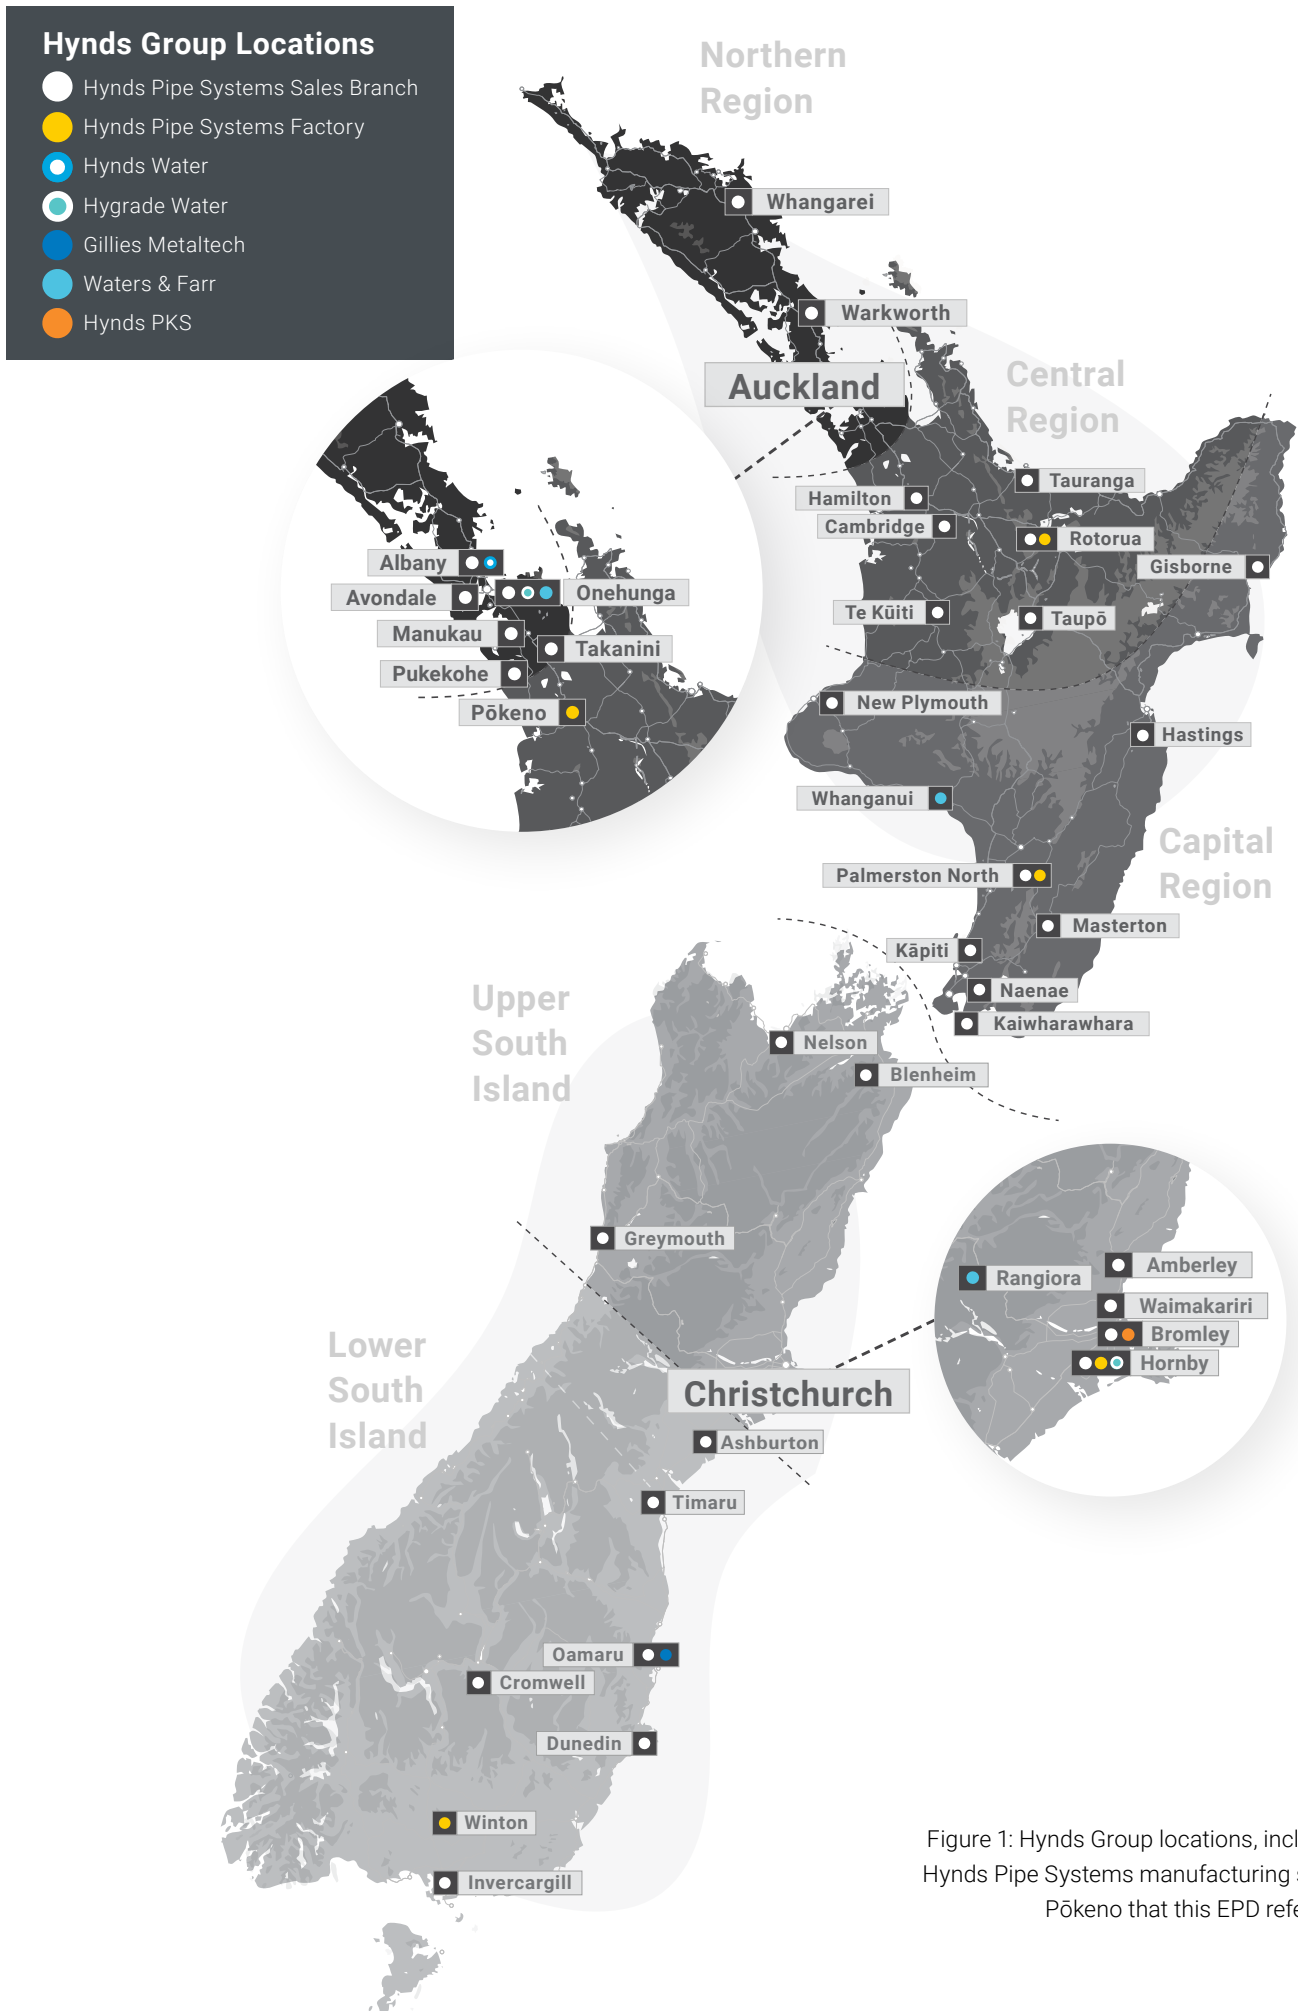 Hynds Group Locations
Hynds Pipe Systems Sales Branch
Hynds Pipe Systems Factory
Hynds Water
Hygrade Water
Gillies Metaltech
Waters & Farr
Hynds PKS
Northern
Region
Whangarei
Warkworth
Auckland
Central
Region
Tauranga
Hamilton
Cambridge
Rotorua
Gisborne
Te Kūiti
Taupō
Albany
Avondale
Onehunga
Manukau
Takanini
Pukekohe
Pōkeno
New Plymouth
Hastings
Whanganui
Capital
Region
Palmerston North
Masterton
Kāpiti
Naenae
Kaiwharawhara
Upper
South
Island
Nelson
Blenheim
Greymouth
Amberley
Rangiora
Waimakariri
Bromley
Hornby
Lower
South
Island
Christchurch
Ashburton
Timaru
Oamaru
Cromwell
Dunedin
Winton
Invercargill
Figure 1: Hynds Group locations,
Hynds Pipe Systems manufacturing
Pōkeno that this EPD